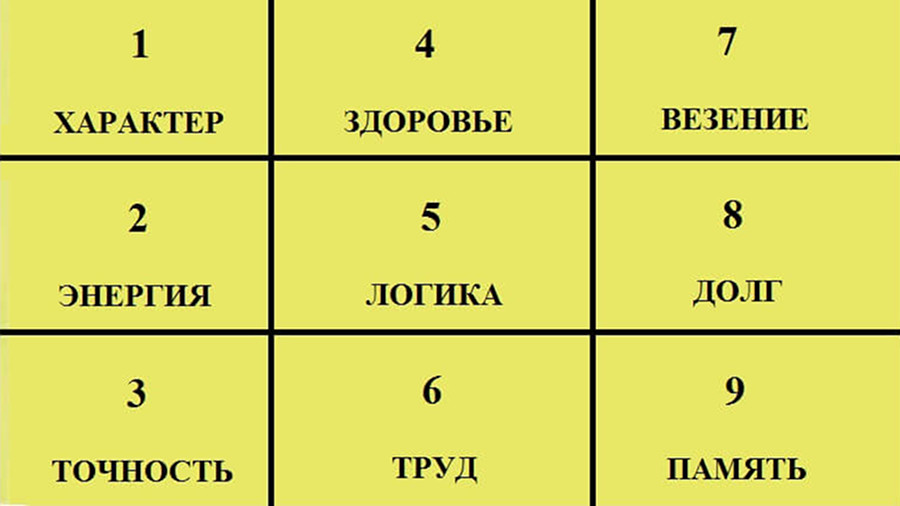 1 4 7
ХАРАКТЕР ЗДОРОВЬЕ ВЕЗЕНИЕ
2 5 8
ЭНЕРГИЯ ЛОГИКА ДОЛГ
3 6 9
ТОЧНОСТЬ ТРУД ПАМЯТЬ